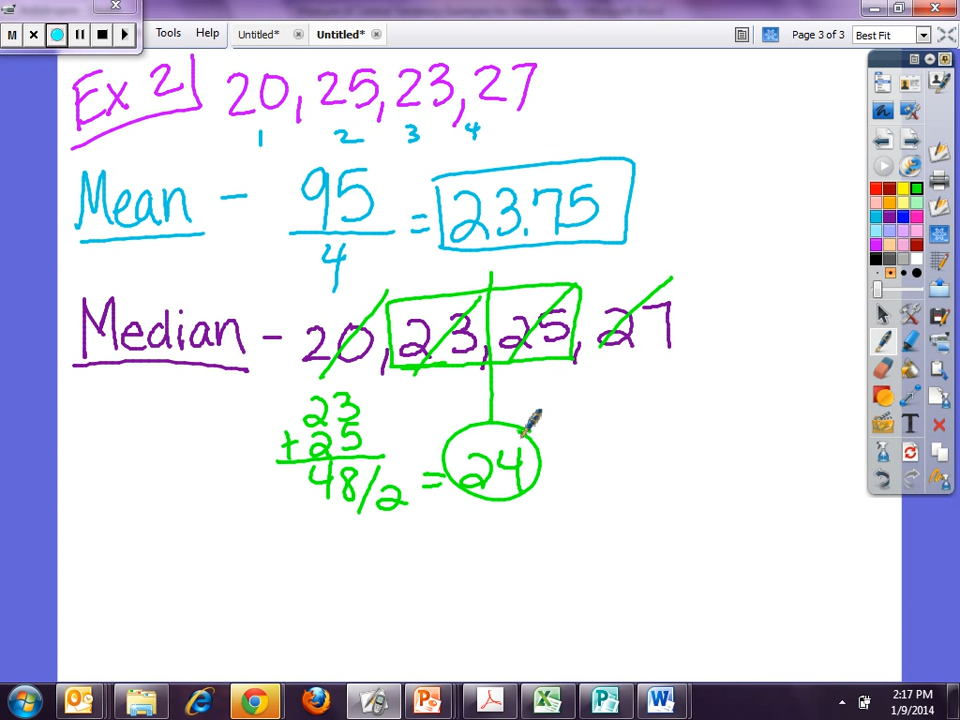 M
Tools Help Untitled* Untitled* Page 3 of 3 Best Fit
Ex 2) 20, 25, 23, 27
1 2 3 4
Mean - 95/4 = 23.75
Median - 20, 23, 25, 27
23
+ 25
48/2 = 24
2:17 PM
1/9/2014